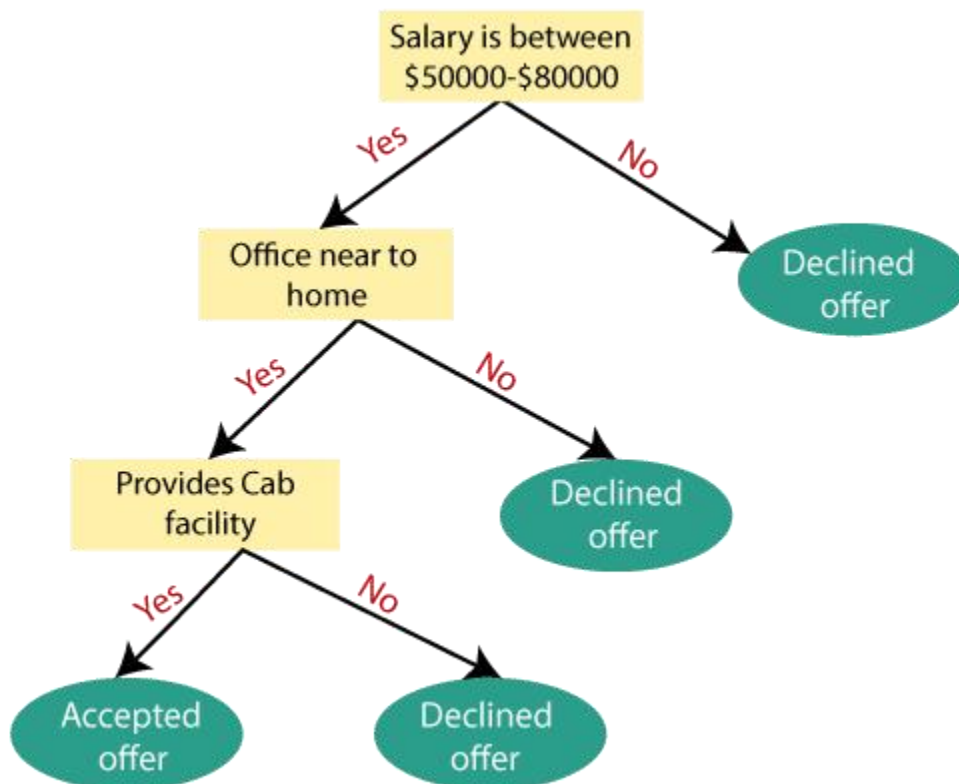 Salary is between
$50000-$80000
Yes
No
Office near to
home
Declined
offer
Yes
No
Provides Cab
facility
Declined
offer
Yes
No
Accepted
offer
Declined
offer